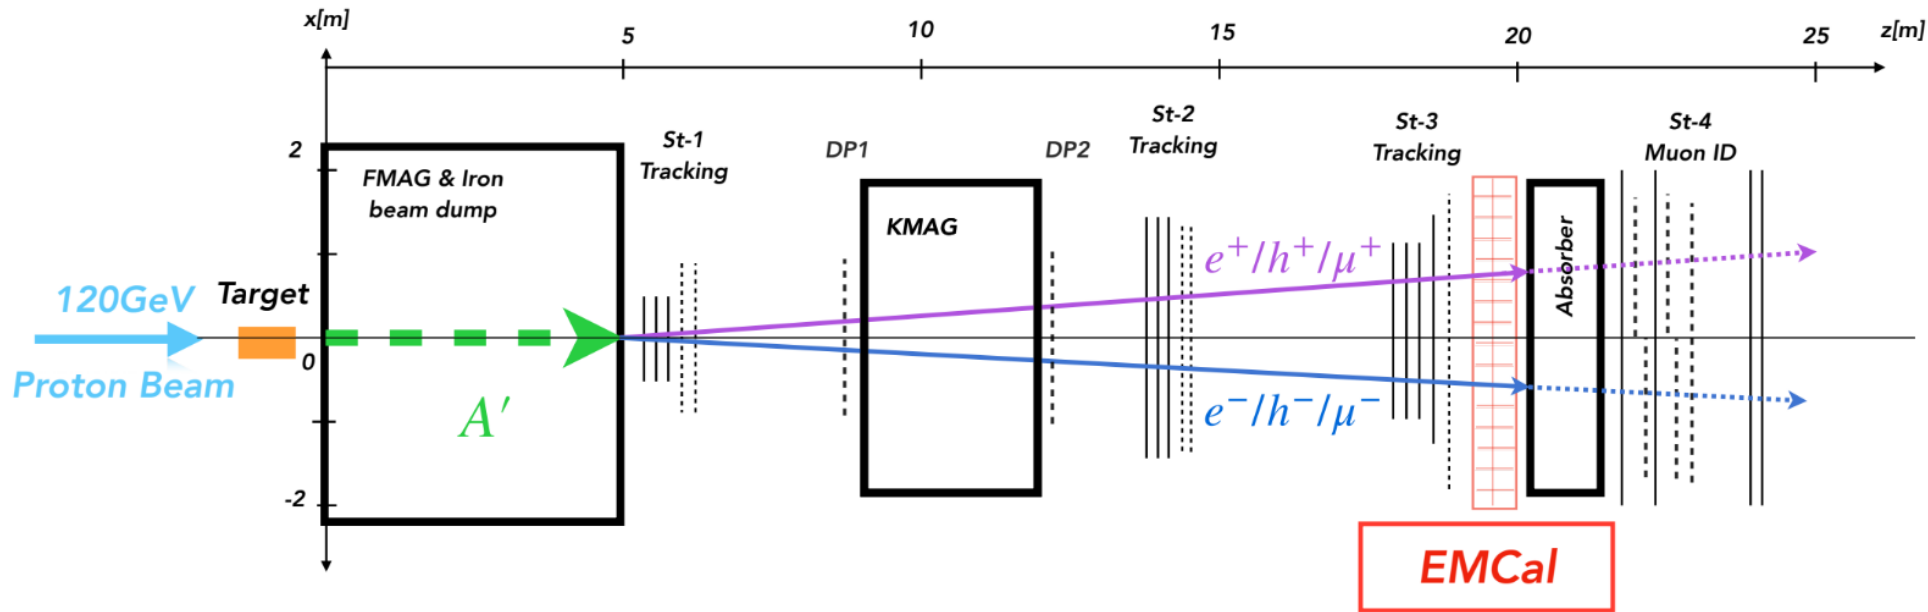 x[m]
5
10
15
20
25
z[m]
2
0
-2
FMAG & Iron
beam dump
St-1
Tracking
DP1
KMAG
DP2
St-2
Tracking
St-3
Tracking
St-4
Muon ID
Absorber
120GeV
Proton Beam
Target
A′
e⁺/h⁺/μ⁺
e⁻/h⁻/μ⁻
EMCal